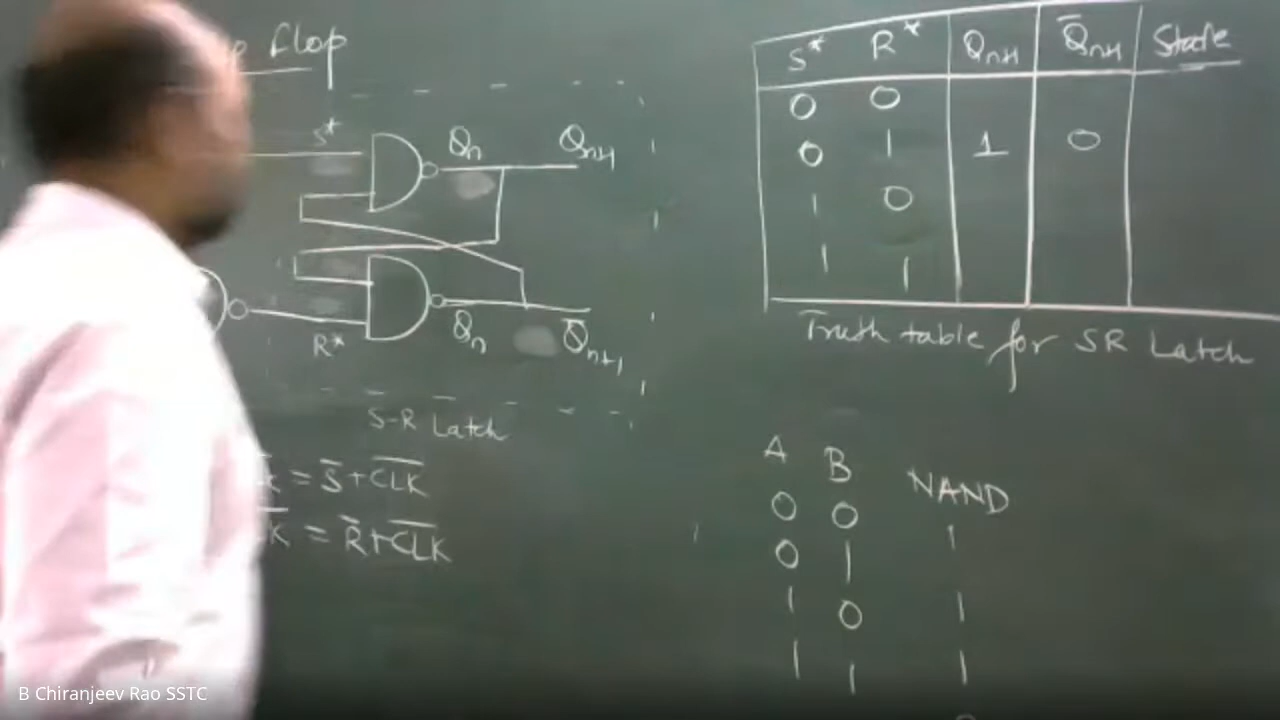 flop
S* Qn Qn+1
Qn Q̅n+1
R*
S-R Latch
= S̅ + C̅L̅K̅
K = R̅ + C̅L̅K̅
S* R* Qn+1 Q̅n+1 State
0 0
0 1 1 0
1 0
1 1
Truth table for SR Latch
A B NAND
0 0 1
0 1 1
1 0 1
1 1
B Chiranjeev Rao SSTC